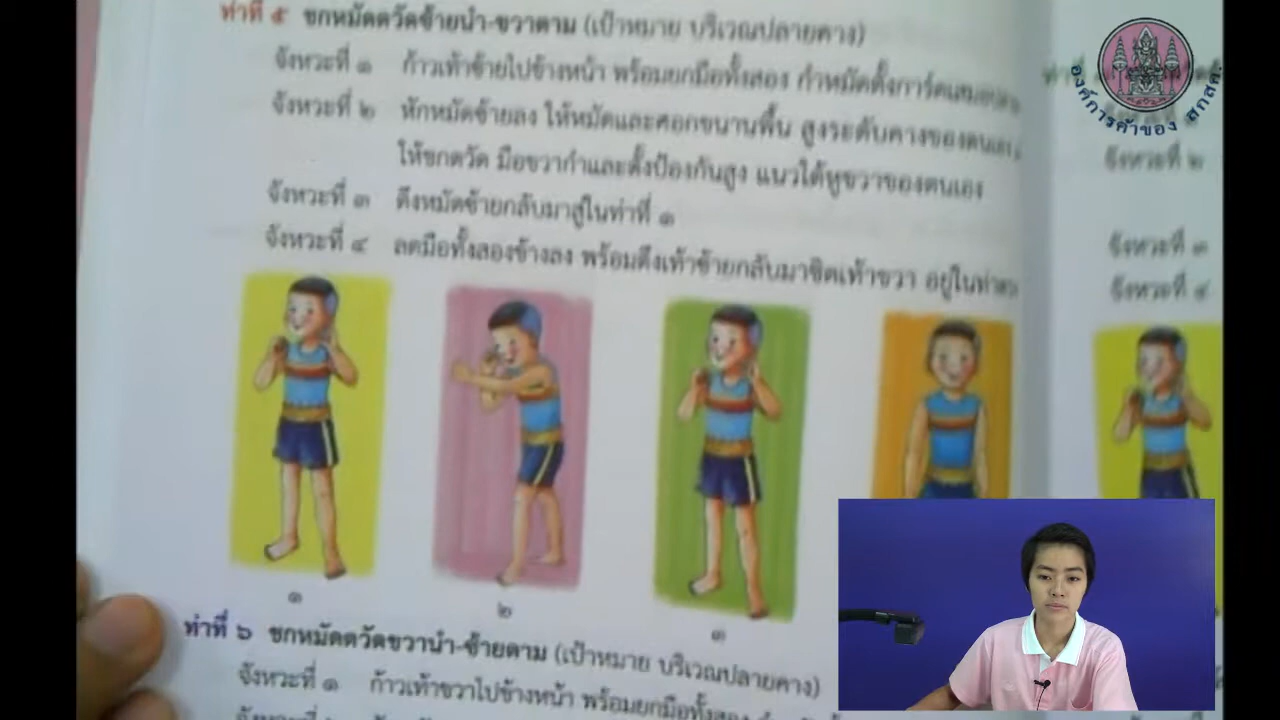 ท่าที่ ๕ ชกหมัดตวัดซ้ายนำ-ขวาตาม (เป้าหมาย บริเวณปลายคาง)
จังหวะที่ ๑ ก้าวเท้าซ้ายไปข้างหน้า พร้อมยกมือทั้งสอง กำหมัดตั้งการ์ด
จังหวะที่ ๒ หักหมัดซ้ายลง ให้หมัดและศอกขนานพื้น สูงระดับคางของตนเอง
ให้ชกตวัด มือขวากำและตั้งป้องกันสูง แนวใต้หูขวาของตนเอง
จังหวะที่ ๓ ดึงหมัดซ้ายกลับมาสู่ในท่าที่ ๑
จังหวะที่ ๔ ลดมือทั้งสองข้างลง พร้อมดึงเท้าซ้ายกลับมาชิดเท้าขวา อยู่ในท่า
๑
๒
๓
ท่าที่ ๖ ชกหมัดตวัดขวานำ-ซ้ายตาม (เป้าหมาย บริเวณปลายคาง)
จังหวะที่ ๑ ก้าวเท้าขวาไปข้างหน้า พร้อมยกมือทั้งสอง
จังหวะที่ ๒
จังหวะที่ ๓
จังหวะที่ ๔
องค์การค้าของ สกสค.